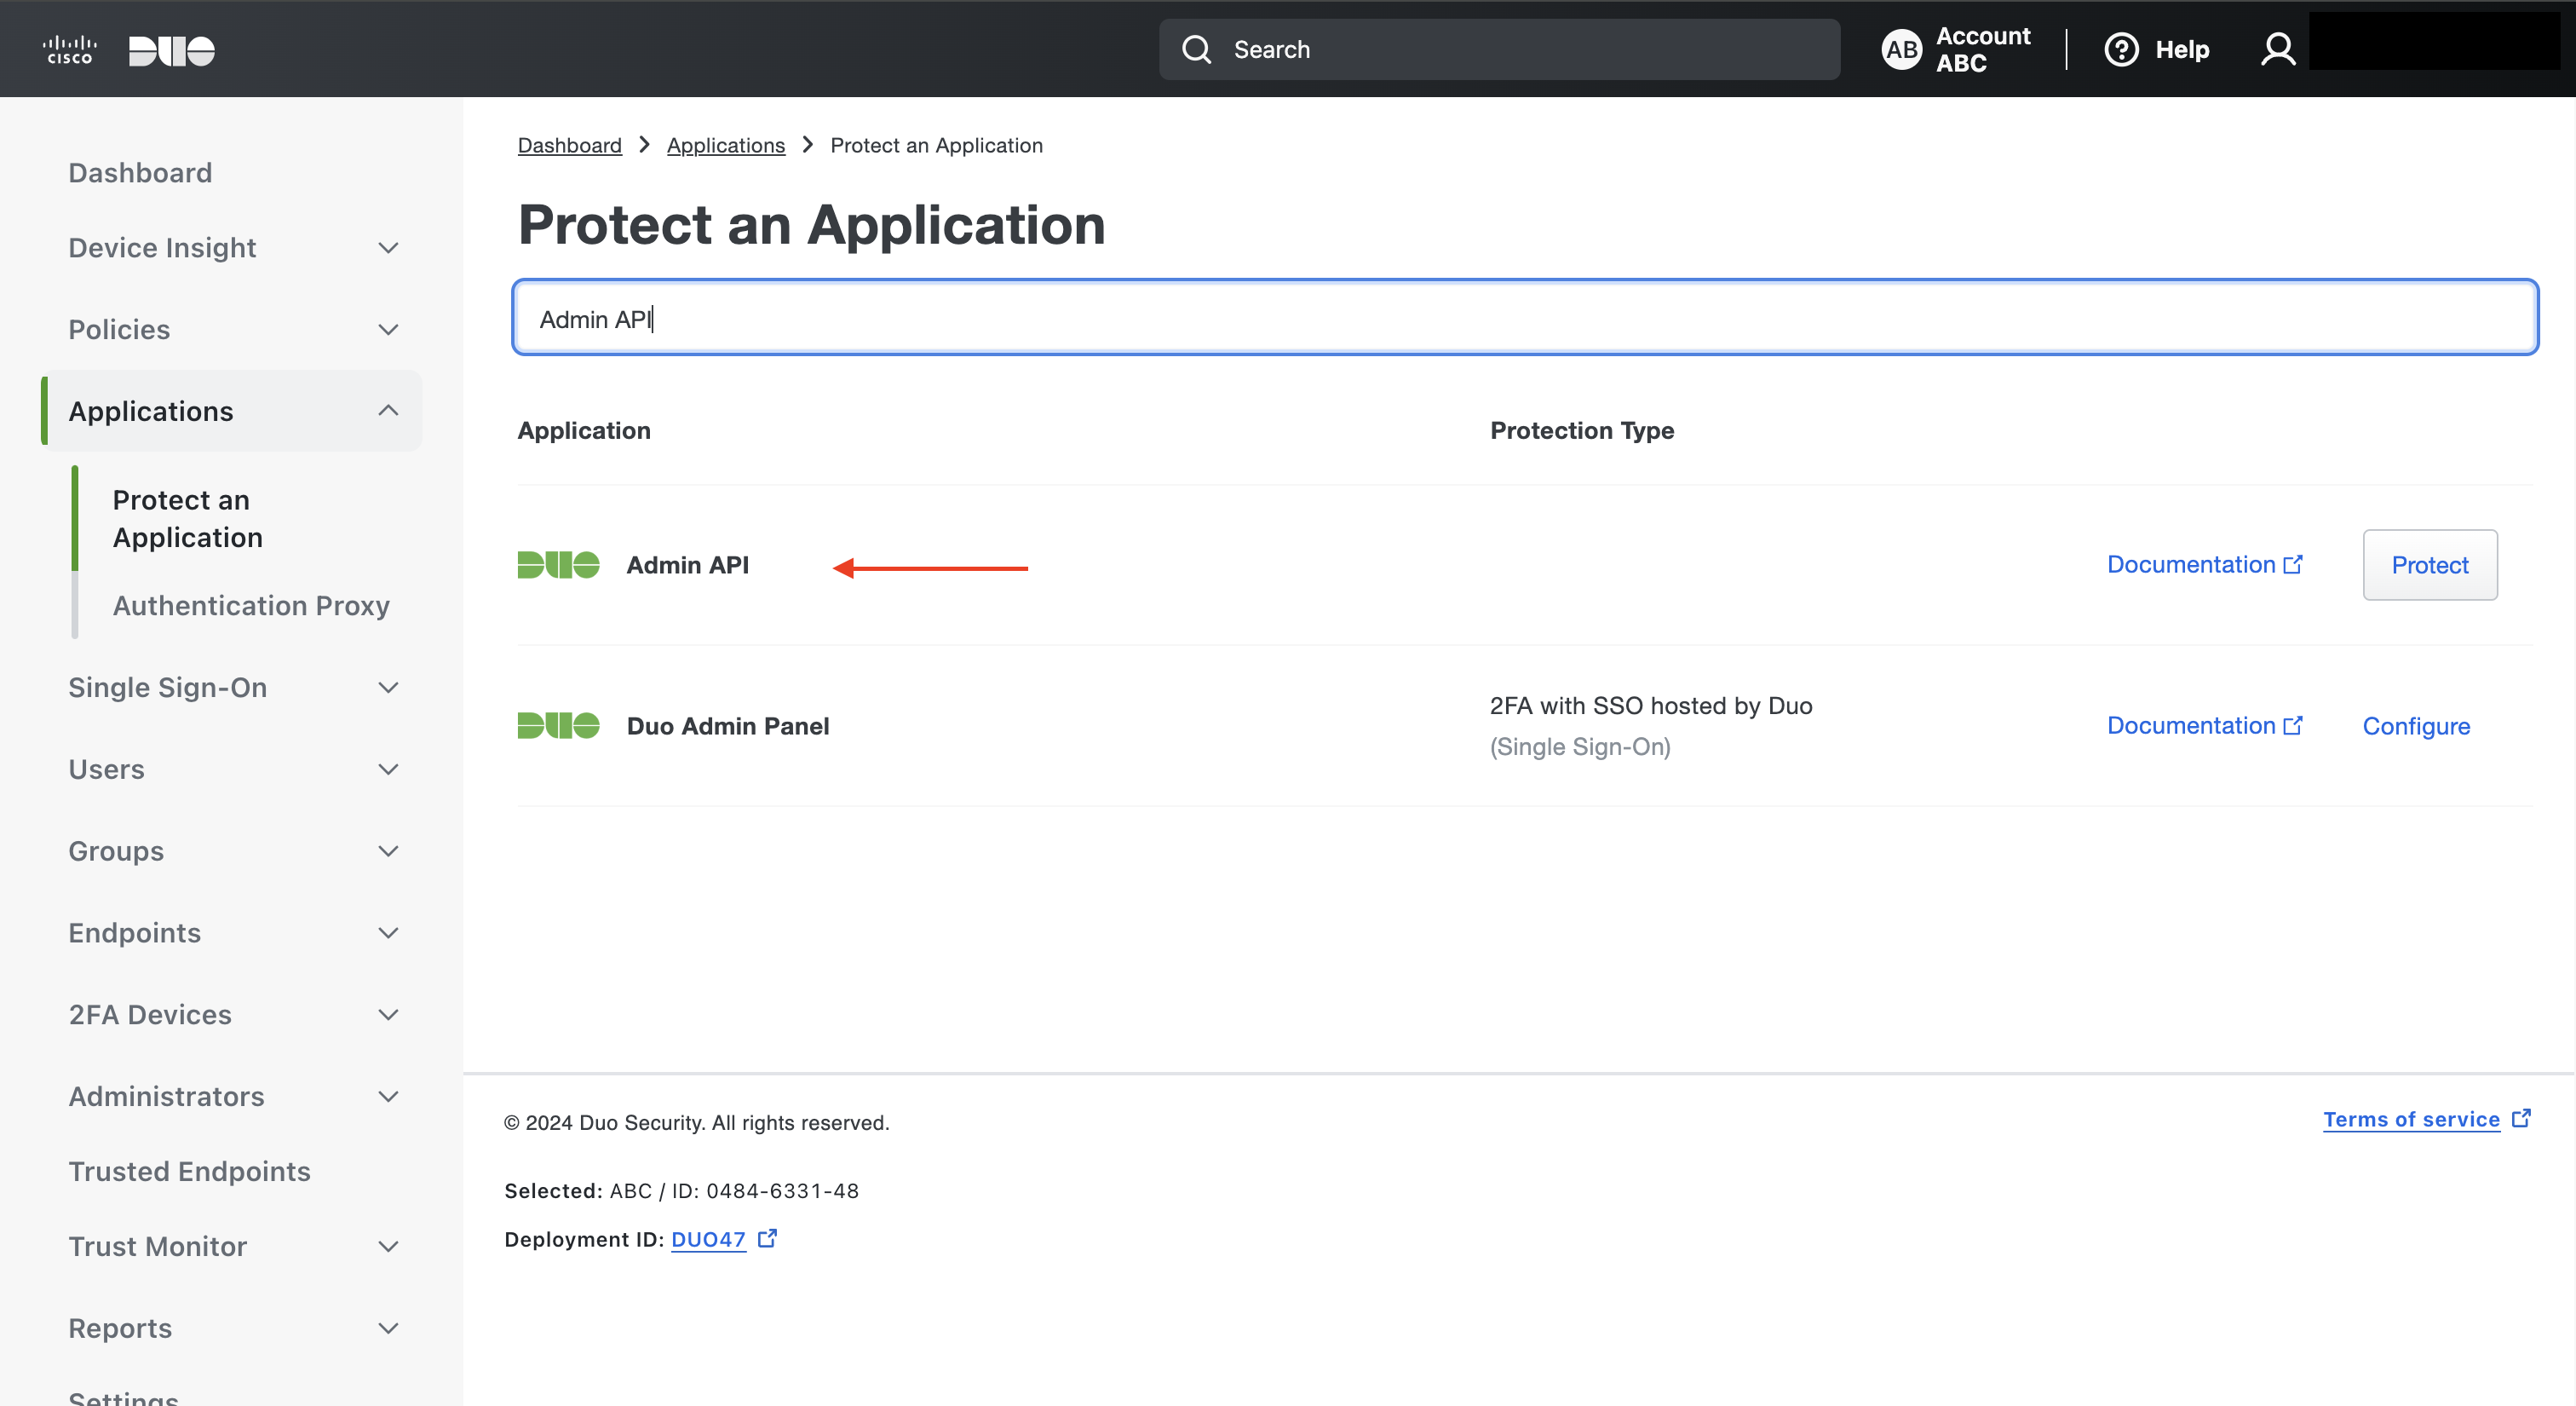 CISCO
DUO
Search
AB
Account
ABC
Help
Dashboard
Device Insight
Policies
Applications
Protect an
Application
Authentication Proxy
Single Sign-On
Users
Groups
Endpoints
2FA Devices
Administrators
Trusted Endpoints
Trust Monitor
Reports
Settings
Dashboard > Applications > Protect an Application
Protect an Application
Admin API
Application Protection Type
DUO Admin API Documentation Protect
DUO Duo Admin Panel 2FA with SSO hosted by Duo Documentation Configure
(Single Sign-On)
© 2024 Duo Security. All rights reserved.
Terms of service
Selected: ABC / ID: 0484-6331-48
Deployment ID: DUO47